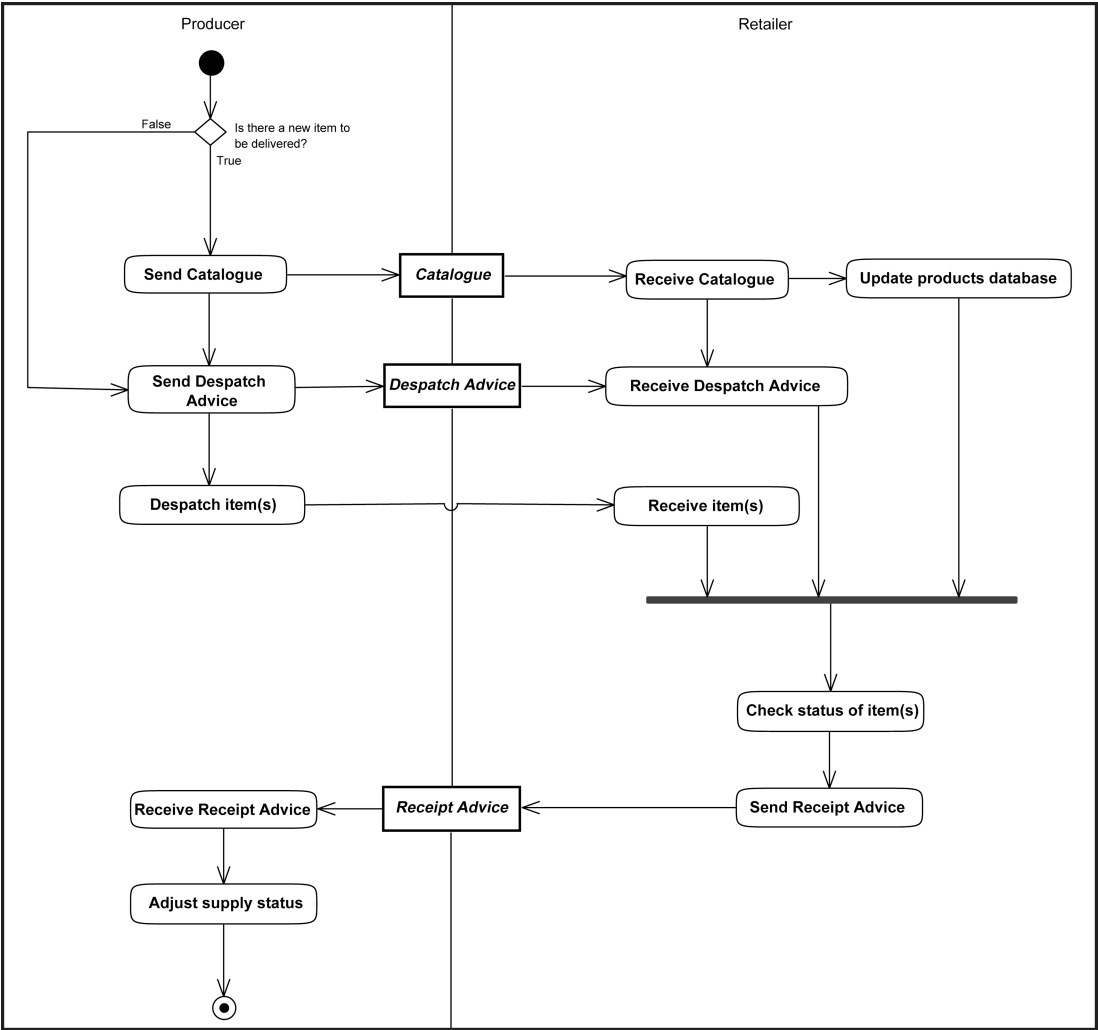 Producer
Retailer
False
Is there a new item to
be delivered?
True
Send Catalogue
Catalogue
Receive Catalogue
Update products database
Send Despatch
Advice
Despatch Advice
Receive Despatch Advice
Despatch item(s)
Receive item(s)
Check status of item(s)
Receive Receipt Advice
Receipt Advice
Send Receipt Advice
Adjust supply status